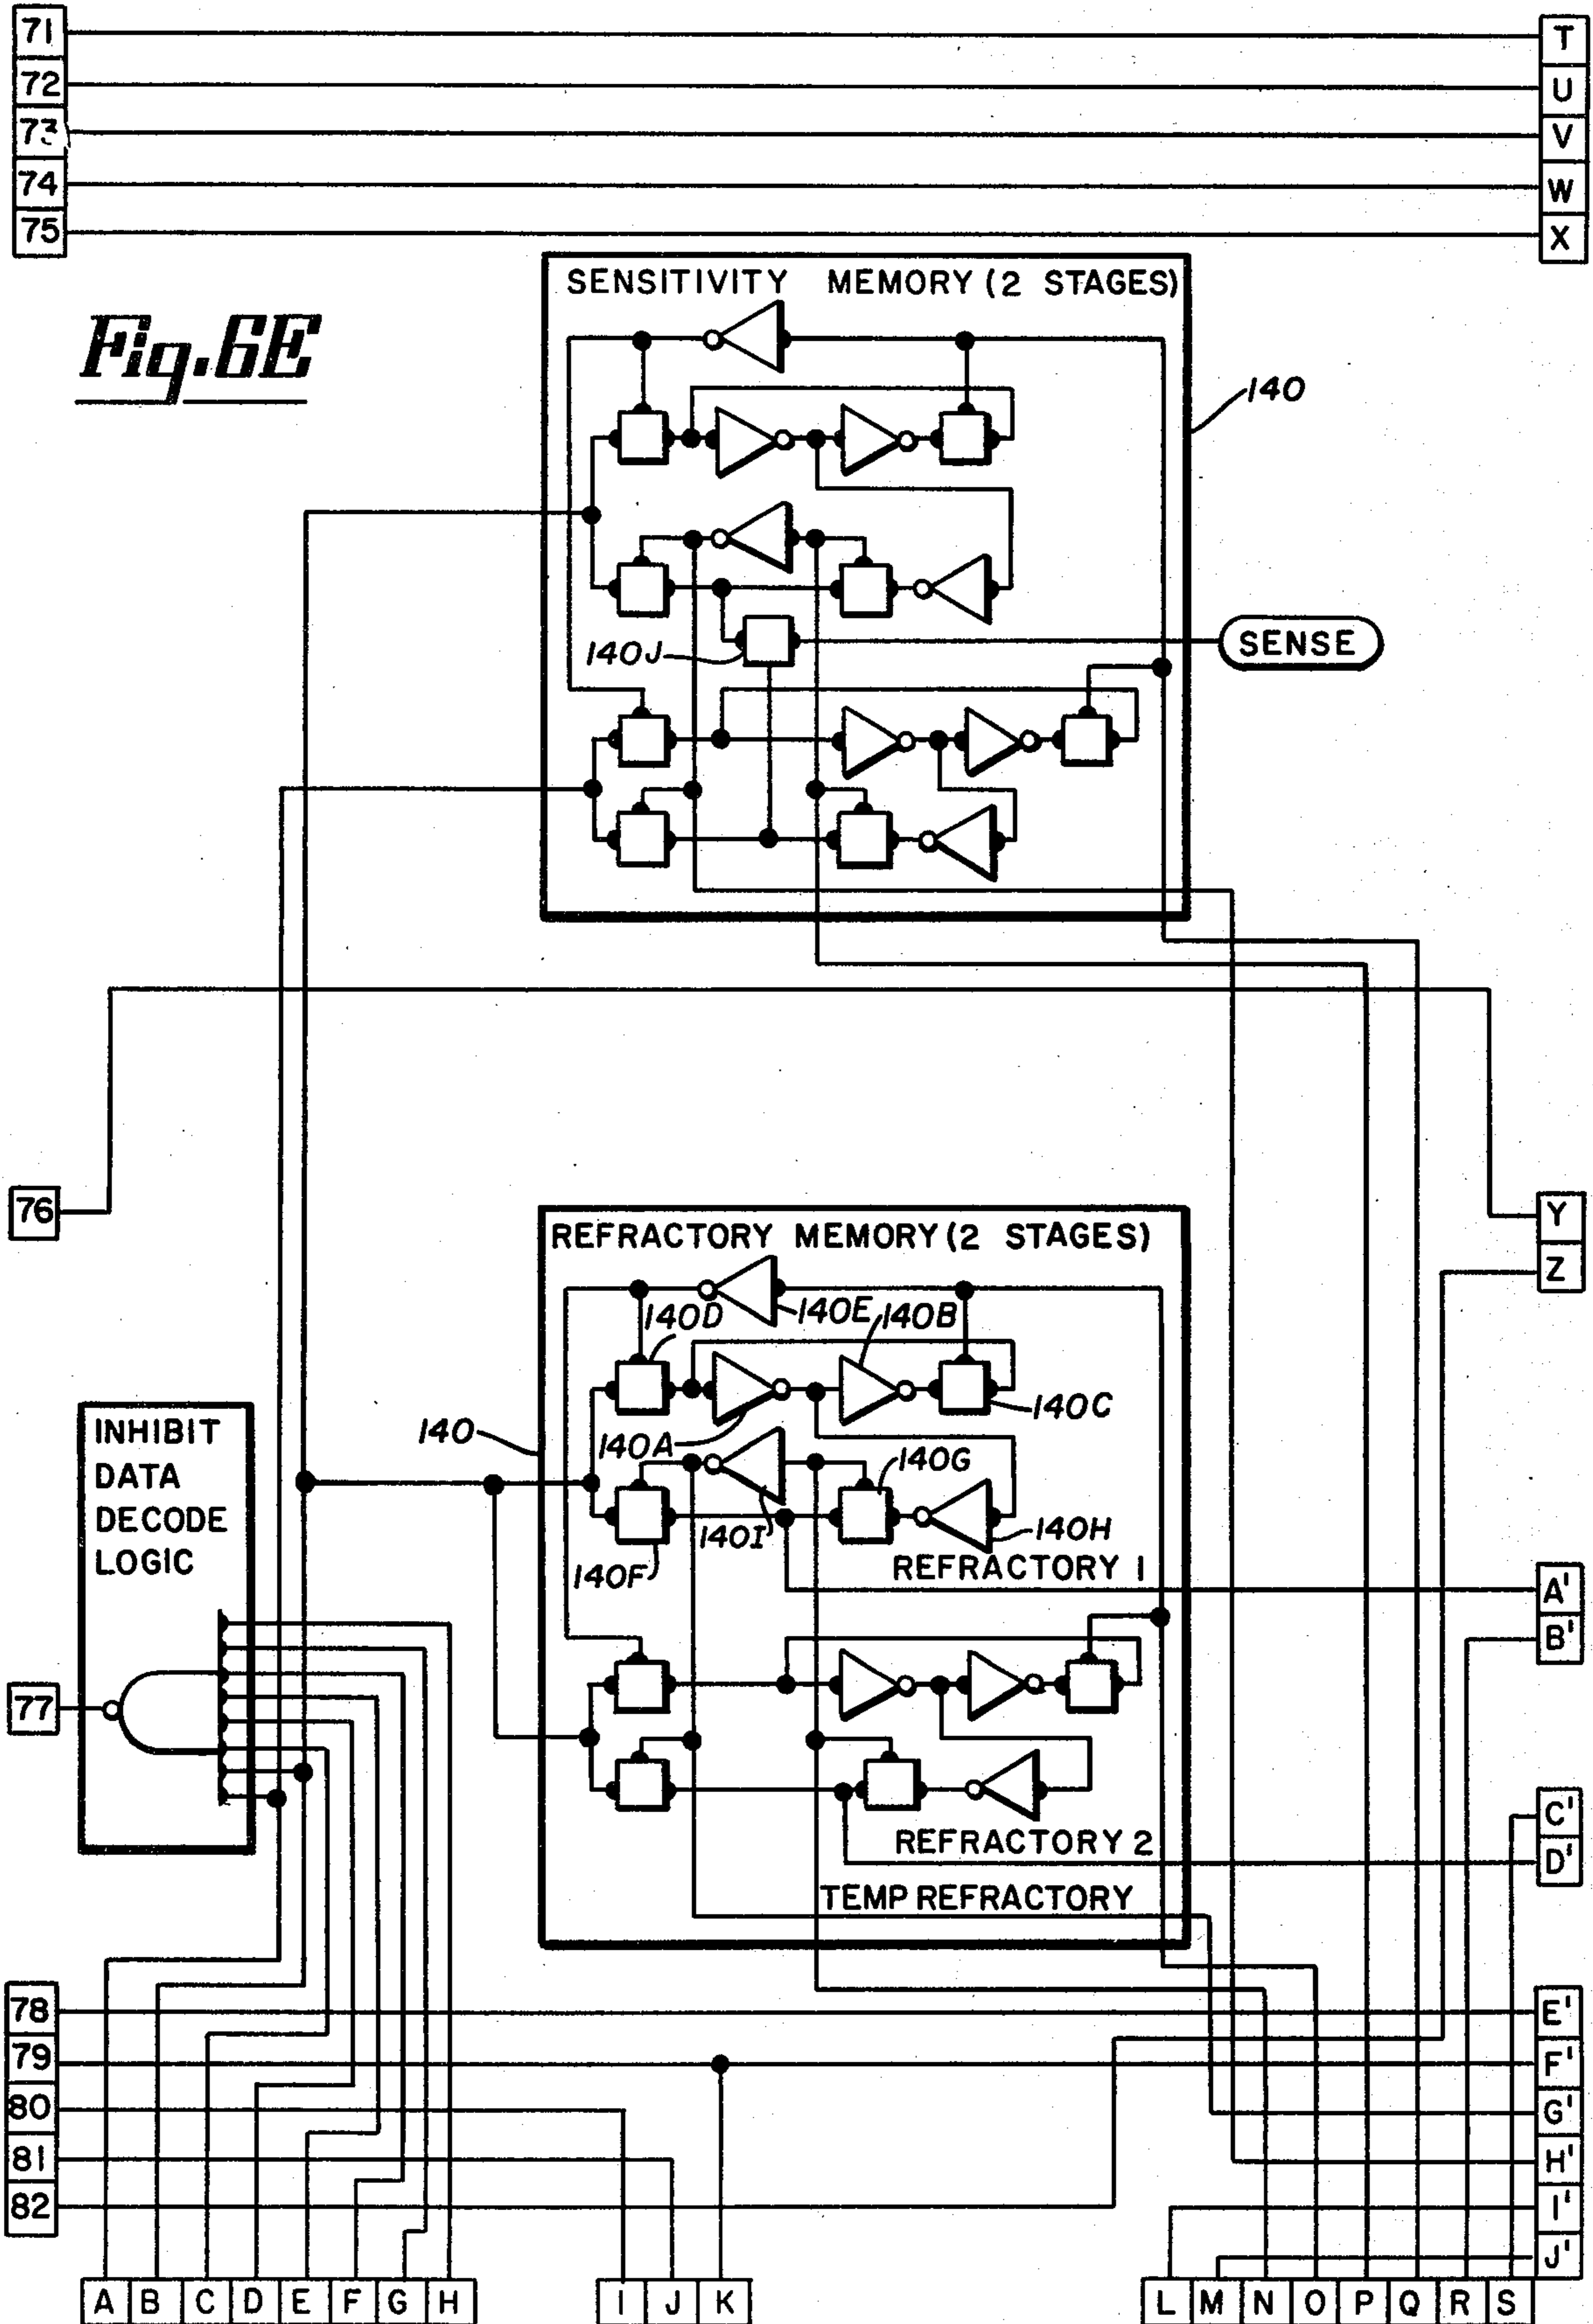 71
T
72
U
73
V
74
W
75
X
Fig.6E
SENSITIVITY MEMORY (2 STAGES)
140
140J
SENSE
76
Y
Z
REFRACTORY MEMORY (2 STAGES)
140D
140E
140B
140C
140
140A
140G
140I
140H
140F
REFRACTORY 1
INHIBIT
DATA
DECODE
LOGIC
A'
B'
77
C'
REFRACTORY 2
D'
TEMP REFRACTORY
78
E'
79
F'
80
G'
81
H'
82
I'
J'
A B C D E F G H I J K L M N O P Q R S